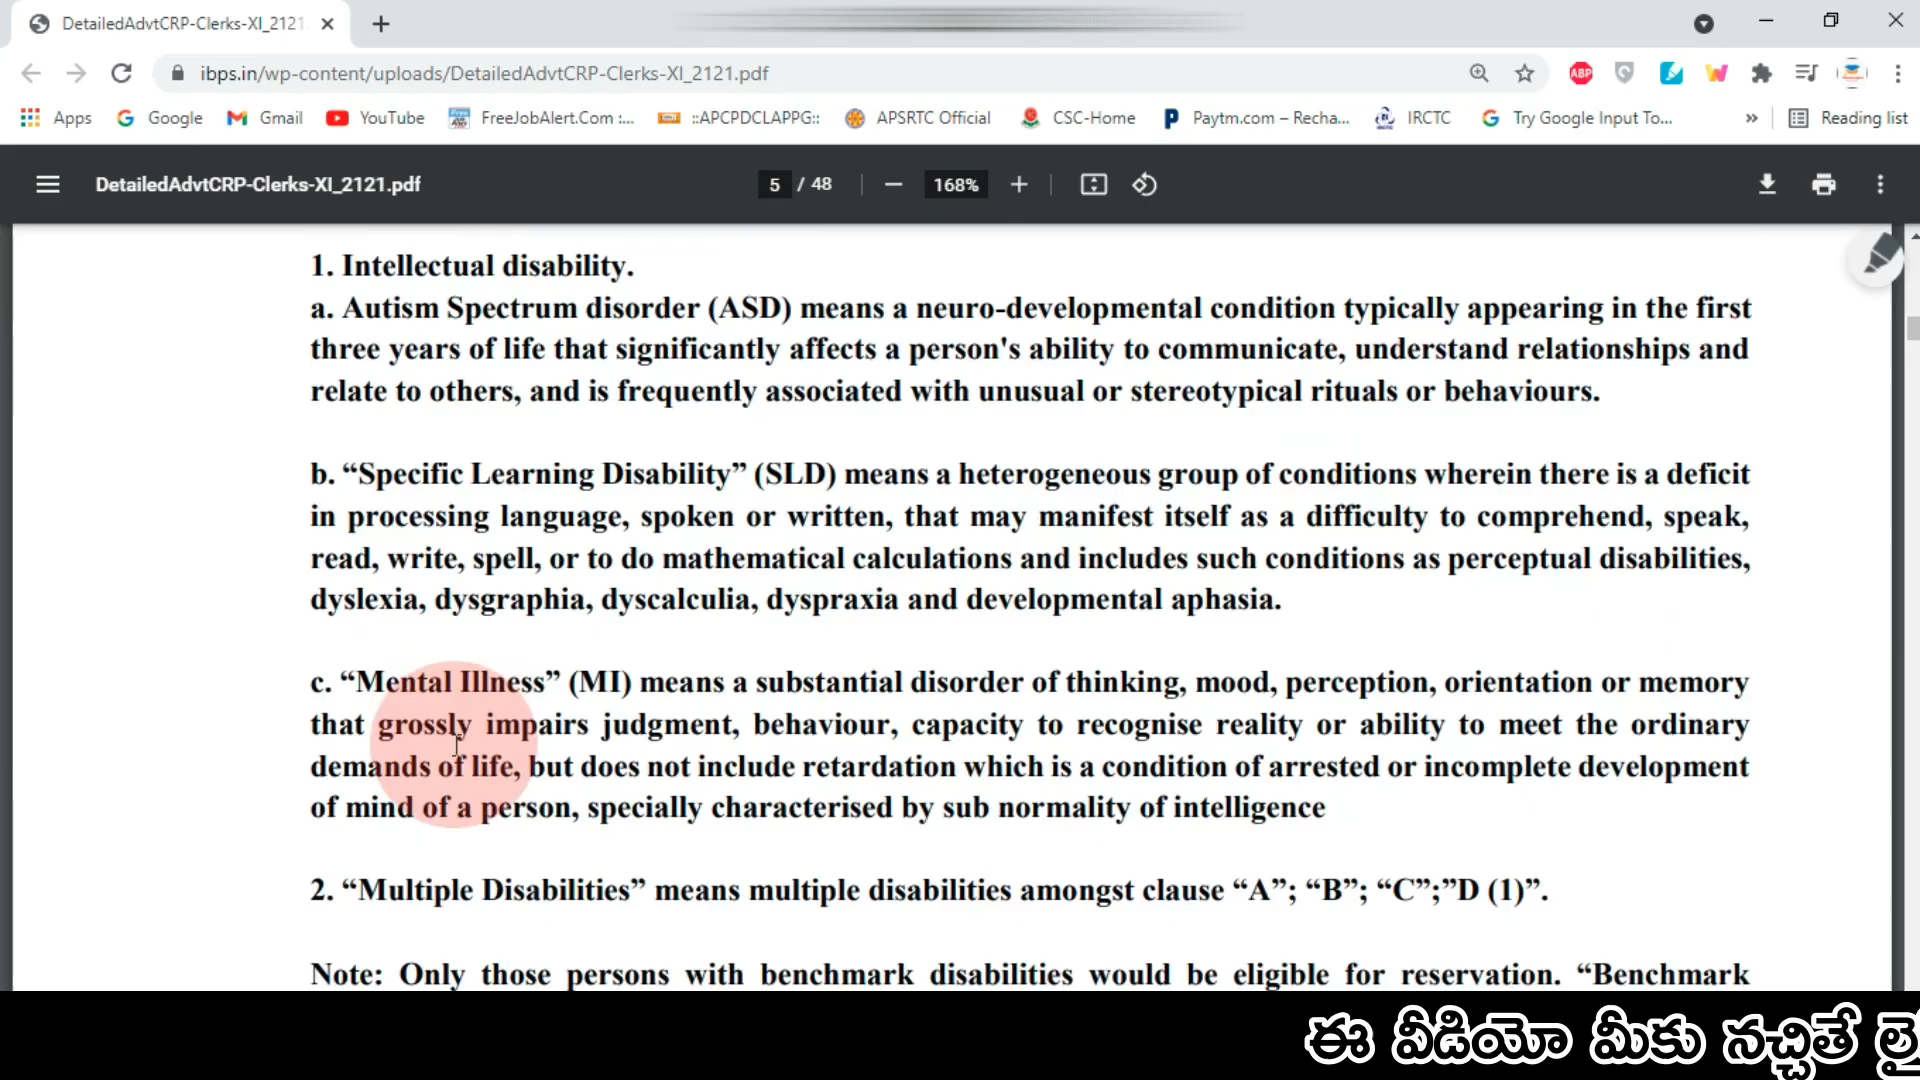 DetailedAdvtCRP-Clerks-XI_2121
ibps.in/wp-content/uploads/DetailedAdvtCRP-Clerks-XI_2121.pdf
ABP
Apps Google Gmail YouTube FreeJobAlert.Com :... ::APCPDCLAPPG:: APSRTC Official CSC-Home Paytm.com – Recha... IRCTC Try Google Input To... » Reading list
DetailedAdvtCRP-Clerks-XI_2121.pdf 5 / 48 168%
1. Intellectual disability.
a. Autism Spectrum disorder (ASD) means a neuro-developmental condition typically appearing in the first
three years of life that significantly affects a person's ability to communicate, understand relationships and
relate to others, and is frequently associated with unusual or stereotypical rituals or behaviours.
b. “Specific Learning Disability” (SLD) means a heterogeneous group of conditions wherein there is a deficit
in processing language, spoken or written, that may manifest itself as a difficulty to comprehend, speak,
read, write, spell, or to do mathematical calculations and includes such conditions as perceptual disabilities,
dyslexia, dysgraphia, dyscalculia, dyspraxia and developmental aphasia.
c. “Mental Illness” (MI) means a substantial disorder of thinking, mood, perception, orientation or memory
that grossly impairs judgment, behaviour, capacity to recognise reality or ability to meet the ordinary
demands of life, but does not include retardation which is a condition of arrested or incomplete development
of mind of a person, specially characterised by sub normality of intelligence
2. “Multiple Disabilities” means multiple disabilities amongst clause “A”; “B”; “C”;”D (1)”.
Note: Only those persons with benchmark disabilities would be eligible for reservation. “Benchmark
ఈ వీడియో మీకు నచ్చితే లై